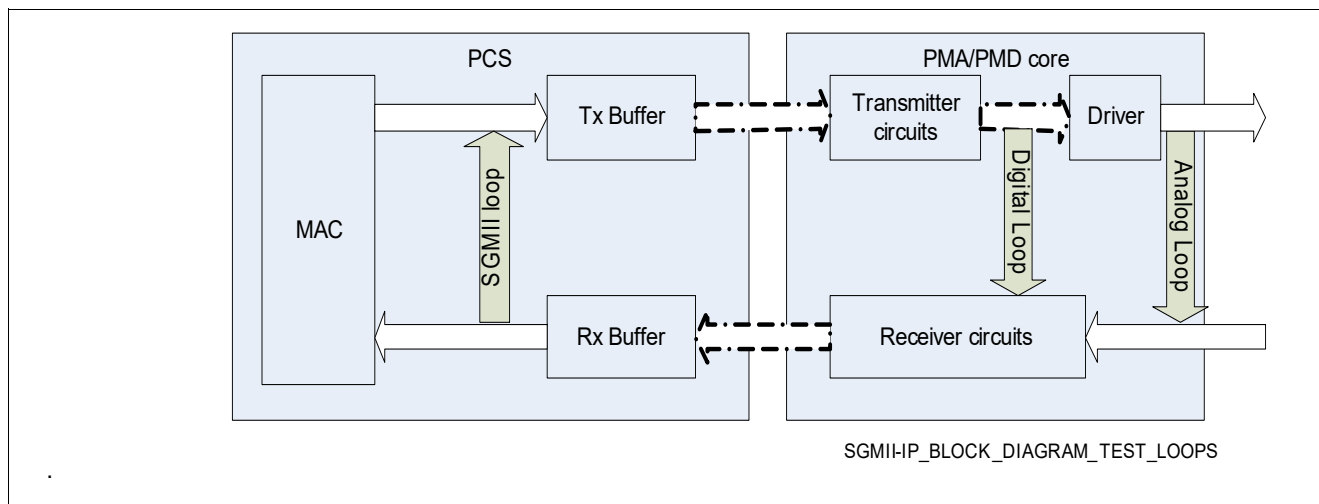 PCS
PMA/PMD core
MAC
Tx Buffer
Transmitter
circuits
Driver
SGMII loop
Digital Loop
Analog Loop
Rx Buffer
Receiver circuits
SGMII-IP_BLOCK_DIAGRAM_TEST_LOOPS
.